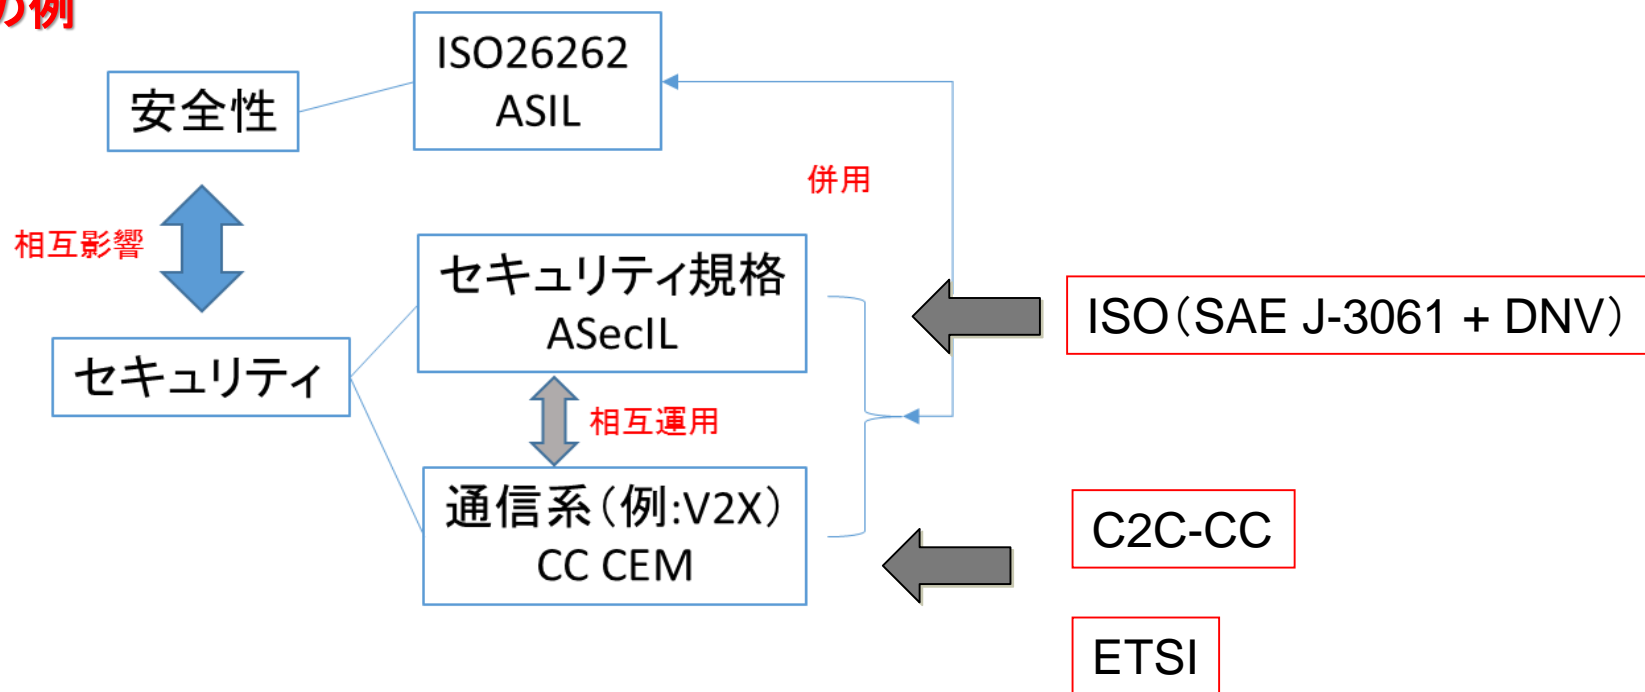 の例
ISO26262
ASIL
安全性
併用
相互影響
セキュリティ規格
ASecIL
ISO（SAE J-3061 + DNV）
セキュリティ
相互運用
通信系（例:V2X）
CC CEM
C2C-CC
ETSI